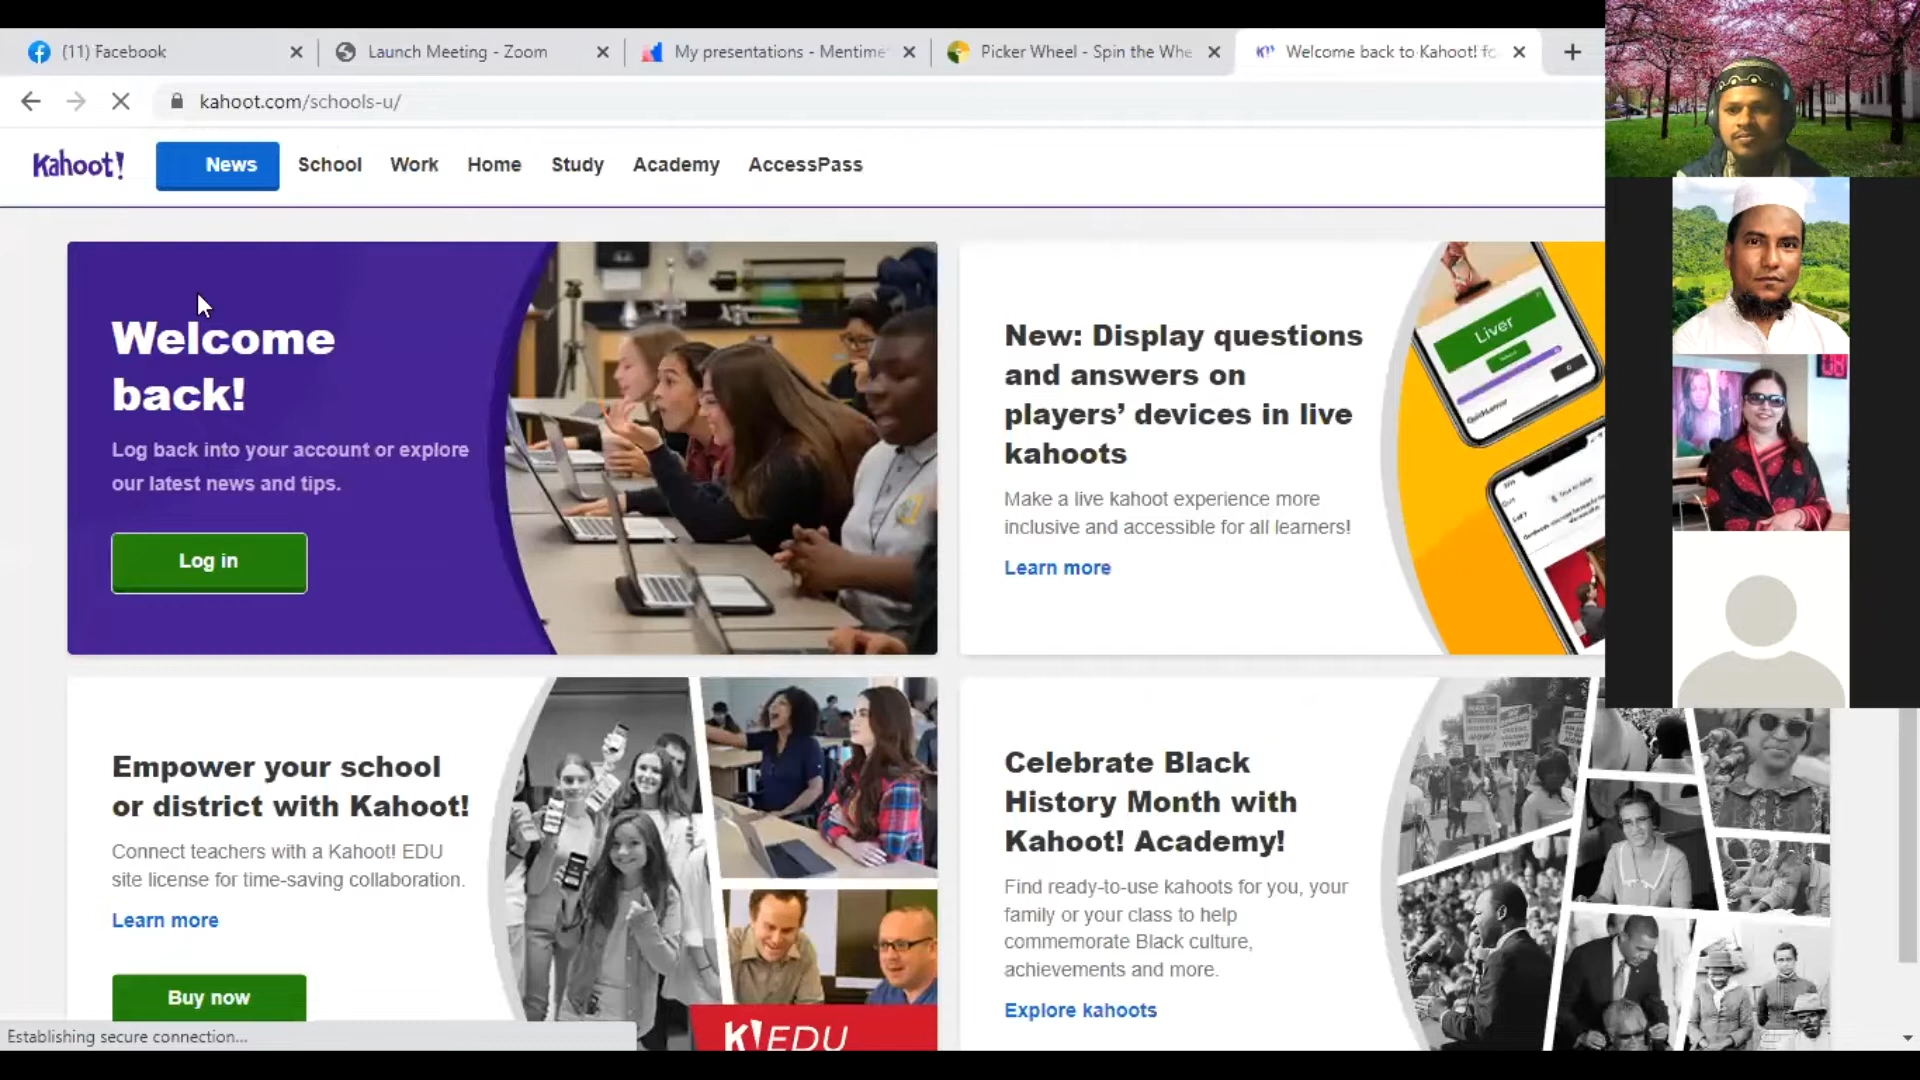 (11) Facebook
Launch Meeting - Zoom
My presentations - Mentime
Picker Wheel - Spin the Whe
Welcome back to Kahoot! fo
kahoot.com/schools-u/
Kahoot!
News
School
Work
Home
Study
Academy
AccessPass
Welcome
back!
Log back into your account or explore
our latest news and tips.
Log in
New: Display questions
and answers on
players’ devices in live
kahoots
Make a live kahoot experience more
inclusive and accessible for all learners!
Learn more
Liver
Empower your school
or district with Kahoot!
Connect teachers with a Kahoot! EDU
site license for time-saving collaboration.
Learn more
Buy now
K! EDU
Celebrate Black
History Month with
Kahoot! Academy!
Find ready-to-use kahoots for you, your
family or your class to help
commemorate Black culture,
achievements and more.
Explore kahoots
Establishing secure connection...